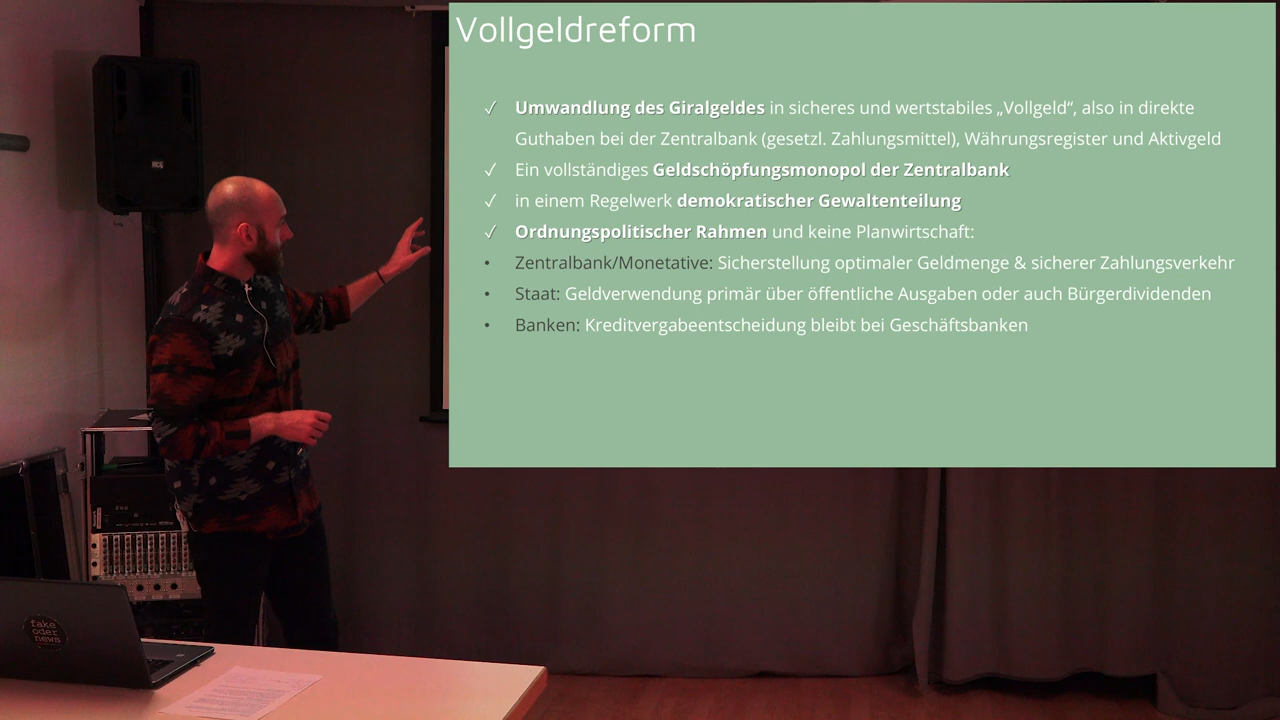 Vollgeldreform
✓ Umwandlung des Giralgeldes in sicheres und wertstabiles „Vollgeld“, also in direkte
Guthaben bei der Zentralbank (gesetzl. Zahlungsmittel), Währungsregister und Aktivgeld
✓ Ein vollständiges Geldschöpfungsmonopol der Zentralbank
✓ in einem Regelwerk demokratischer Gewaltenteilung
✓ Ordnungspolitischer Rahmen und keine Planwirtschaft:
• Zentralbank/Monetative: Sicherstellung optimaler Geldmenge & sicherer Zahlungsverkehr
• Staat: Geldverwendung primär über öffentliche Ausgaben oder auch Bürgerdividenden
• Banken: Kreditvergabeentscheidung bleibt bei Geschäftsbanken
fake
oder
news